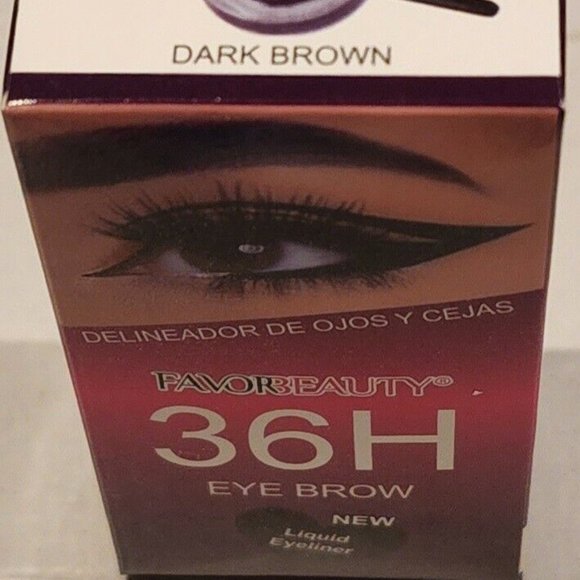 DARK BROWN
DELINEADOR DE OJOS Y CEJAS
FAVORBEAUTY®
36H
EYE BROW
NEW
Liquid
Eyeliner